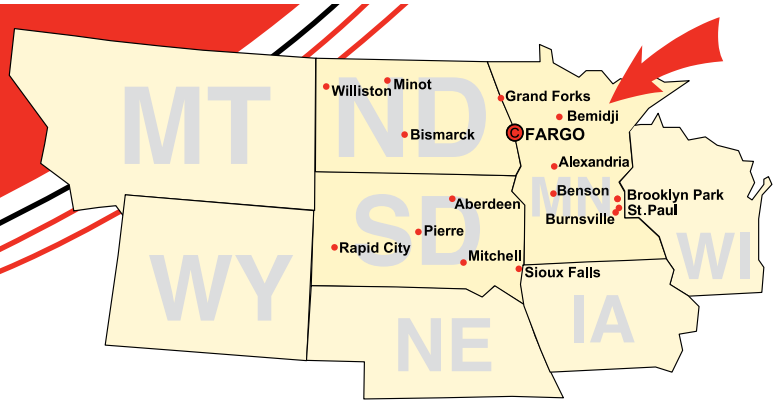 MT
ND
Williston
Minot
Grand Forks
Bemidji
Bismarck
C FARGO
Alexandria
MN
Benson
Brooklyn Park
St.Paul
Burnsville
Aberdeen
SD
Pierre
Rapid City
Mitchell
Sioux Falls
WI
WY
NE
IA